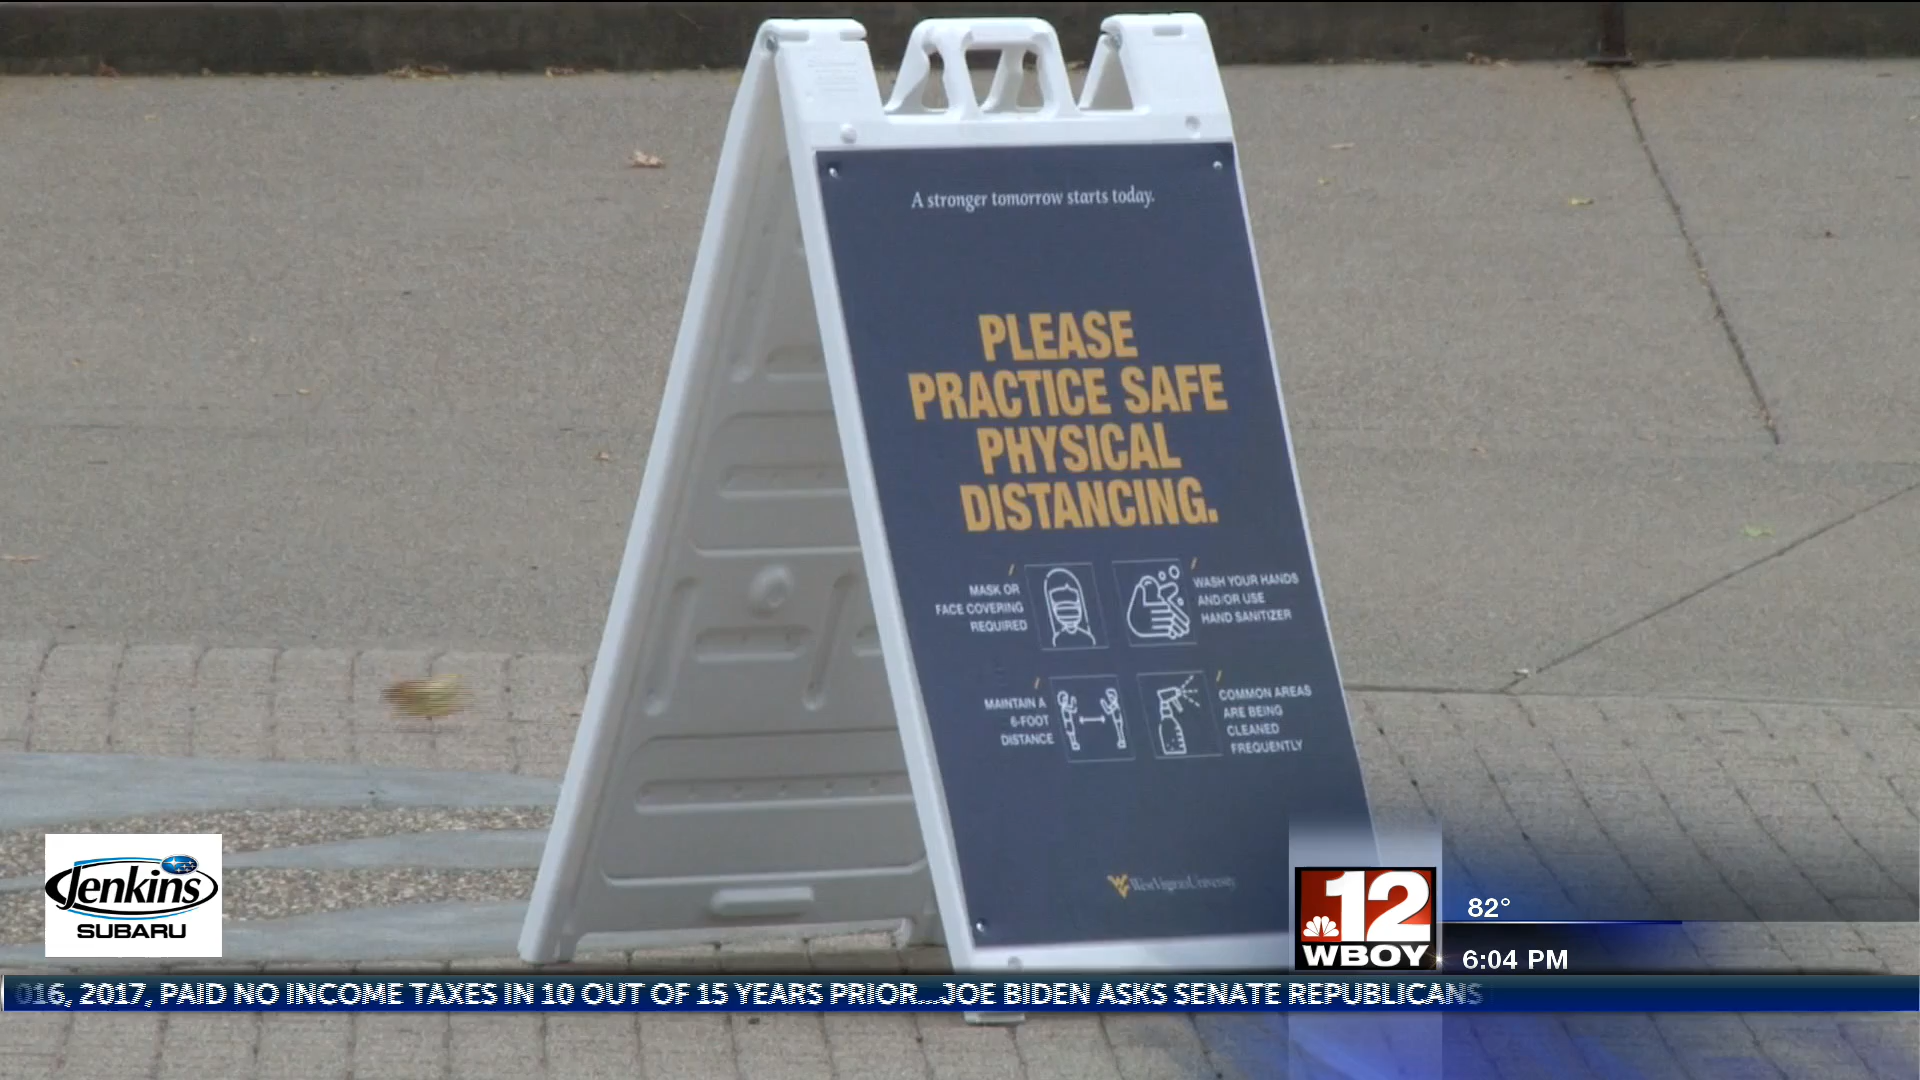 A stronger tomorrow starts today.
PLEASE
PRACTICE SAFE
PHYSICAL
DISTANCING.
MASK OR
FACE COVERING
REQUIRED
WASH YOUR HANDS
AND/OR USE
HAND SANITIZER
MAINTAIN A
6-FOOT
DISTANCE
COMMON AREAS
ARE BEING
CLEANED
FREQUENTLY
WestVirginiaUniversity
Jenkins
SUBARU
12
WBOY
82°
6:04 PM
016, 2017, PAID NO INCOME TAXES IN 10 OUT OF 15 YEARS PRIOR...JOE BIDEN ASKS SENATE REPUBLICANS